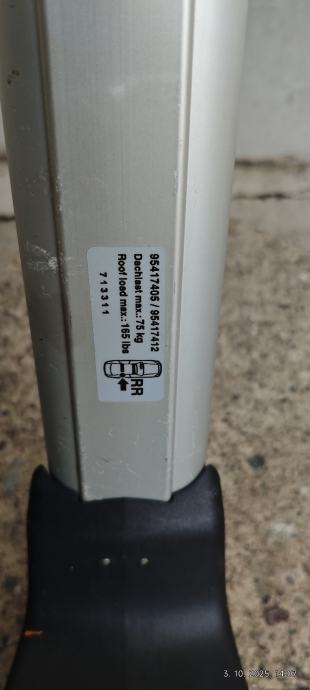 95417405 / 95417412
Dachlast max.: 75 kg
Roof load max.: 165 lbs
713311
RR
3. 10. 2025, 14:07